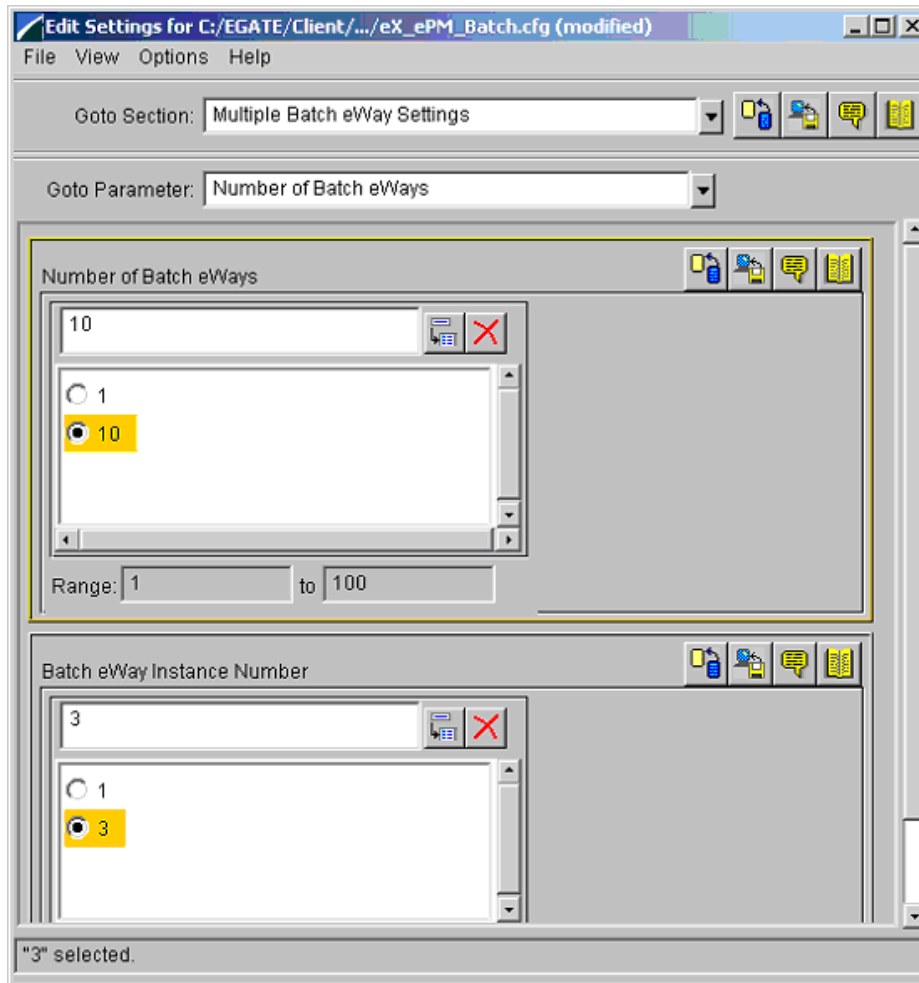 Edit Settings for C:/EGATE/Client/.../eX_ePM_Batch.cfg (modified)
File View Options Help
Goto Section: Multiple Batch eWay Settings
Goto Parameter: Number of Batch eWays
Number of Batch eWays
10
1
10
Range: 1 to 100
Batch eWay Instance Number
3
1
3
"3" selected.